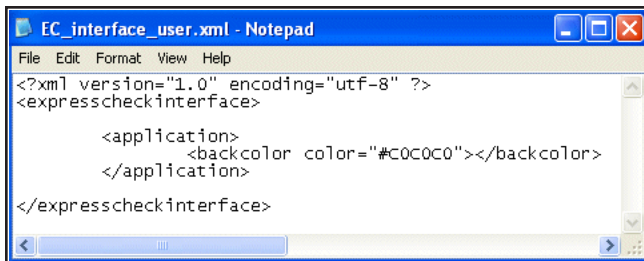 EC_interface_user.xml - Notepad
File Edit Format View Help
<?xml version="1.0" encoding="utf-8" ?>
<expresscheckinterface>
<application>
<backcolor color="#C0C0C0"></backcolor>
</application>
</expresscheckinterface>